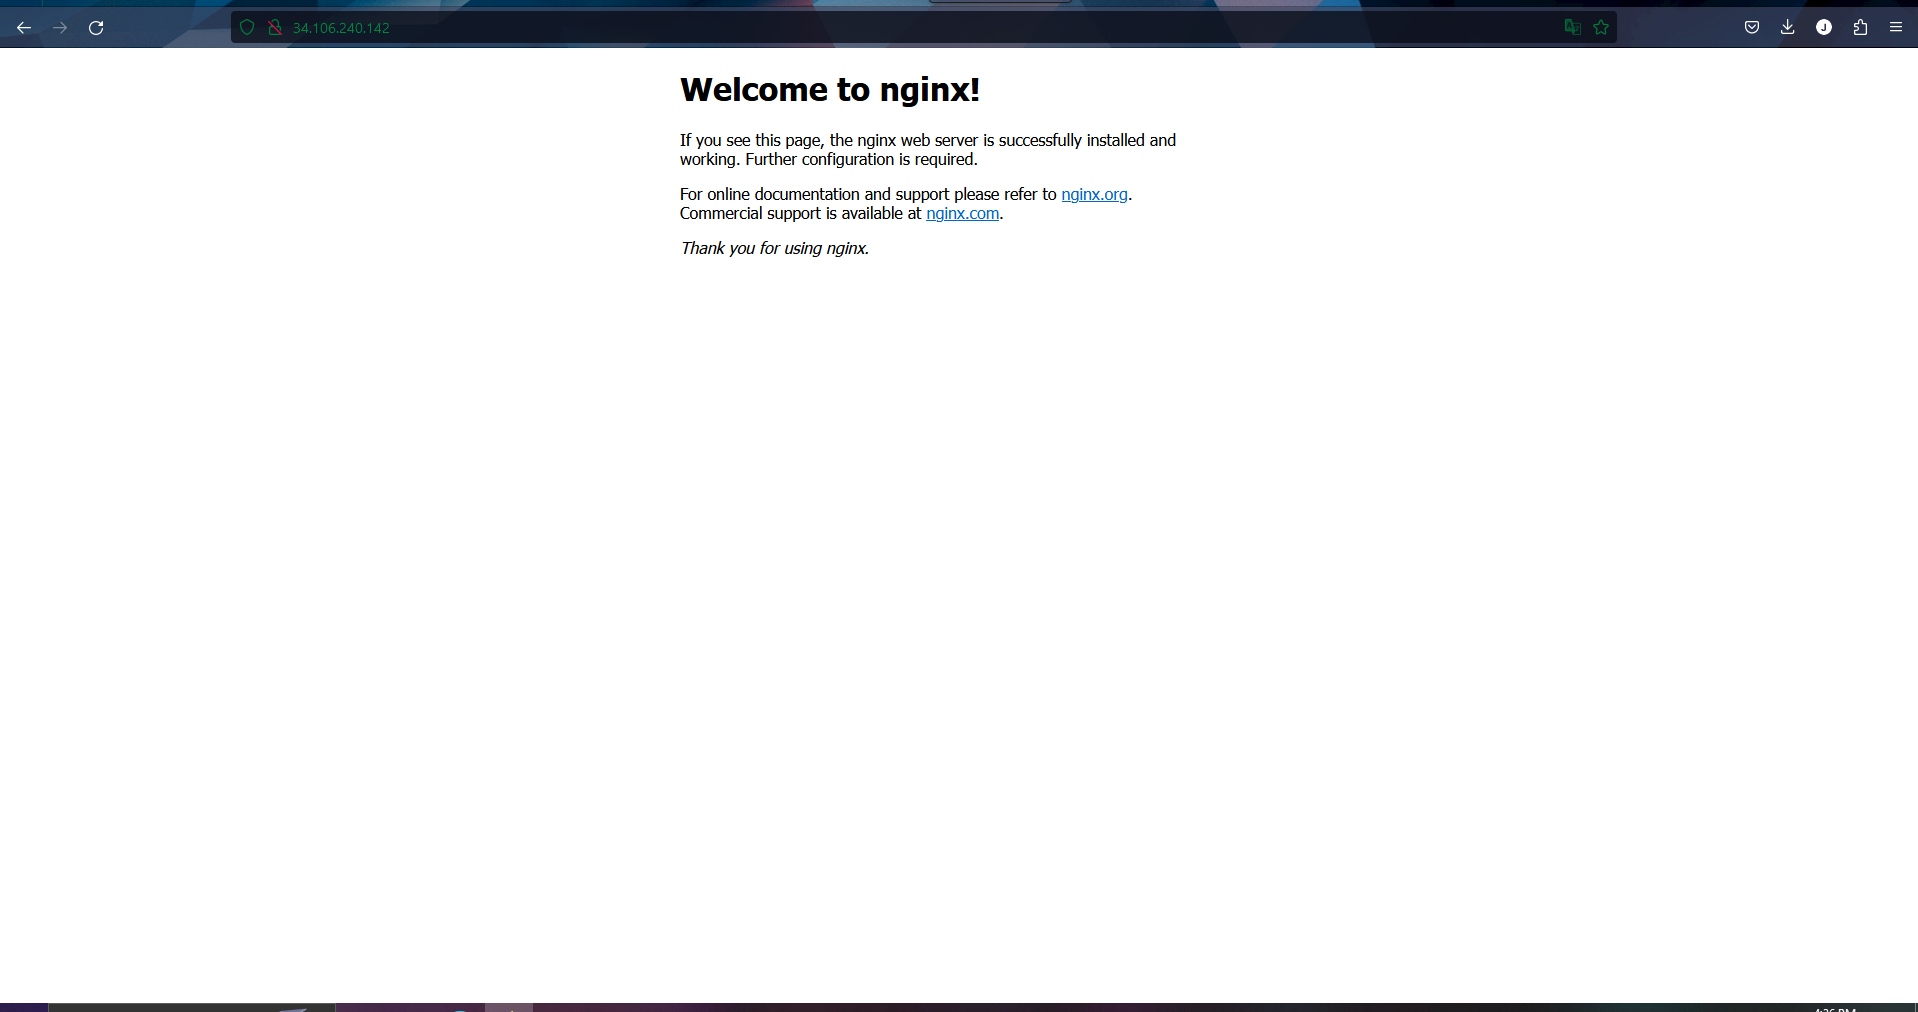 34.106.240.142
J
Welcome to nginx!
If you see this page, the nginx web server is successfully installed and
working. Further configuration is required.
For online documentation and support please refer to nginx.org.
Commercial support is available at nginx.com.
Thank you for using nginx.